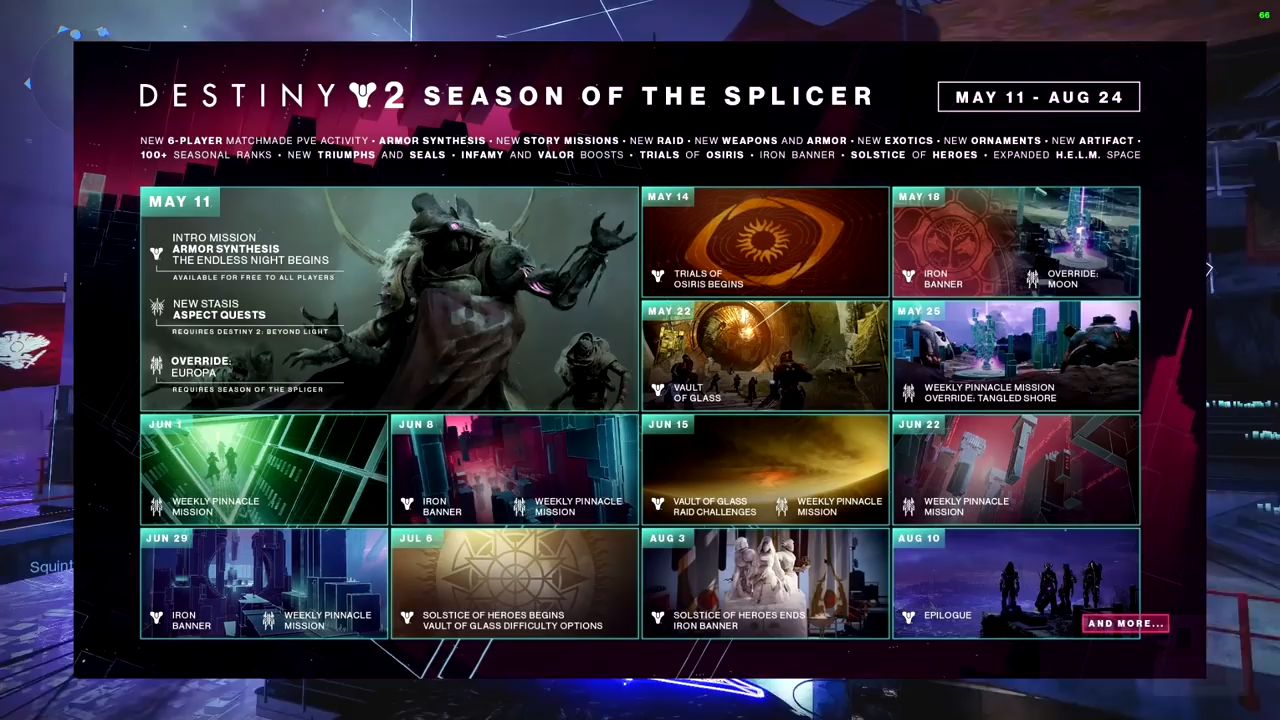 66
DESTINY 2 SEASON OF THE SPLICER
MAY 11 - AUG 24
NEW 6-PLAYER MATCHMADE PVE ACTIVITY • ARMOR SYNTHESIS • NEW STORY MISSIONS • NEW RAID • NEW WEAPONS AND ARMOR • NEW EXOTICS • NEW ORNAMENTS • NEW ARTIFACT •
100+ SEASONAL RANKS • NEW TRIUMPHS AND SEALS • INFAMY AND VALOR BOOSTS • TRIALS OF OSIRIS • IRON BANNER • SOLSTICE OF HEROES • EXPANDED H.E.L.M. SPACE
MAY 11
INTRO MISSION
ARMOR SYNTHESIS
THE ENDLESS NIGHT BEGINS
AVAILABLE FOR FREE TO ALL PLAYERS
NEW STASIS
ASPECT QUESTS
REQUIRES DESTINY 2: BEYOND LIGHT
OVERRIDE:
EUROPA
REQUIRES SEASON OF THE SPLICER
MAY 14
TRIALS OF
OSIRIS BEGINS
MAY 18
IRON
BANNER
OVERRIDE:
MOON
MAY 22
VAULT
OF GLASS
MAY 25
WEEKLY PINNACLE MISSION
OVERRIDE: TANGLED SHORE
JUN 1
WEEKLY PINNACLE
MISSION
JUN 8
IRON
BANNER
WEEKLY PINNACLE
MISSION
JUN 15
VAULT OF GLASS
RAID CHALLENGES
WEEKLY PINNACLE
MISSION
JUN 22
WEEKLY PINNACLE
MISSION
JUN 29
IRON
BANNER
WEEKLY PINNACLE
MISSION
JUL 6
SOLSTICE OF HEROES BEGINS
VAULT OF GLASS DIFFICULTY OPTIONS
AUG 3
SOLSTICE OF HEROES ENDS
IRON BANNER
AUG 10
EPILOGUE
AND MORE...
Squint